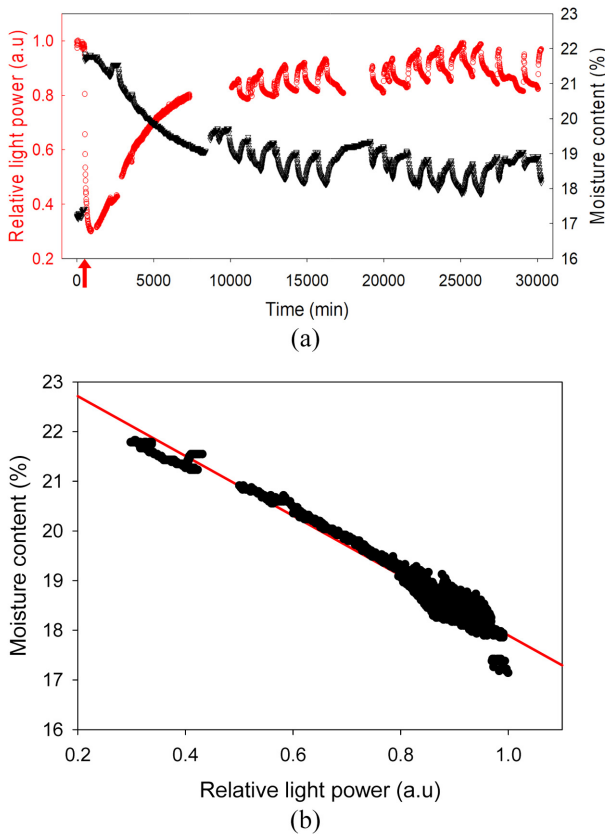 Relative light power (a.u)
1.0
0.8
0.6
0.4
0.2
23
22
21
20
19
18
17
16
Moisture content (%)
0 5000 10000 15000 20000 25000 30000
Time (min)
(a)
Moisture content (%)
23
22
21
20
19
18
17
16
0.2 0.4 0.6 0.8 1.0
Relative light power (a.u)
(b)